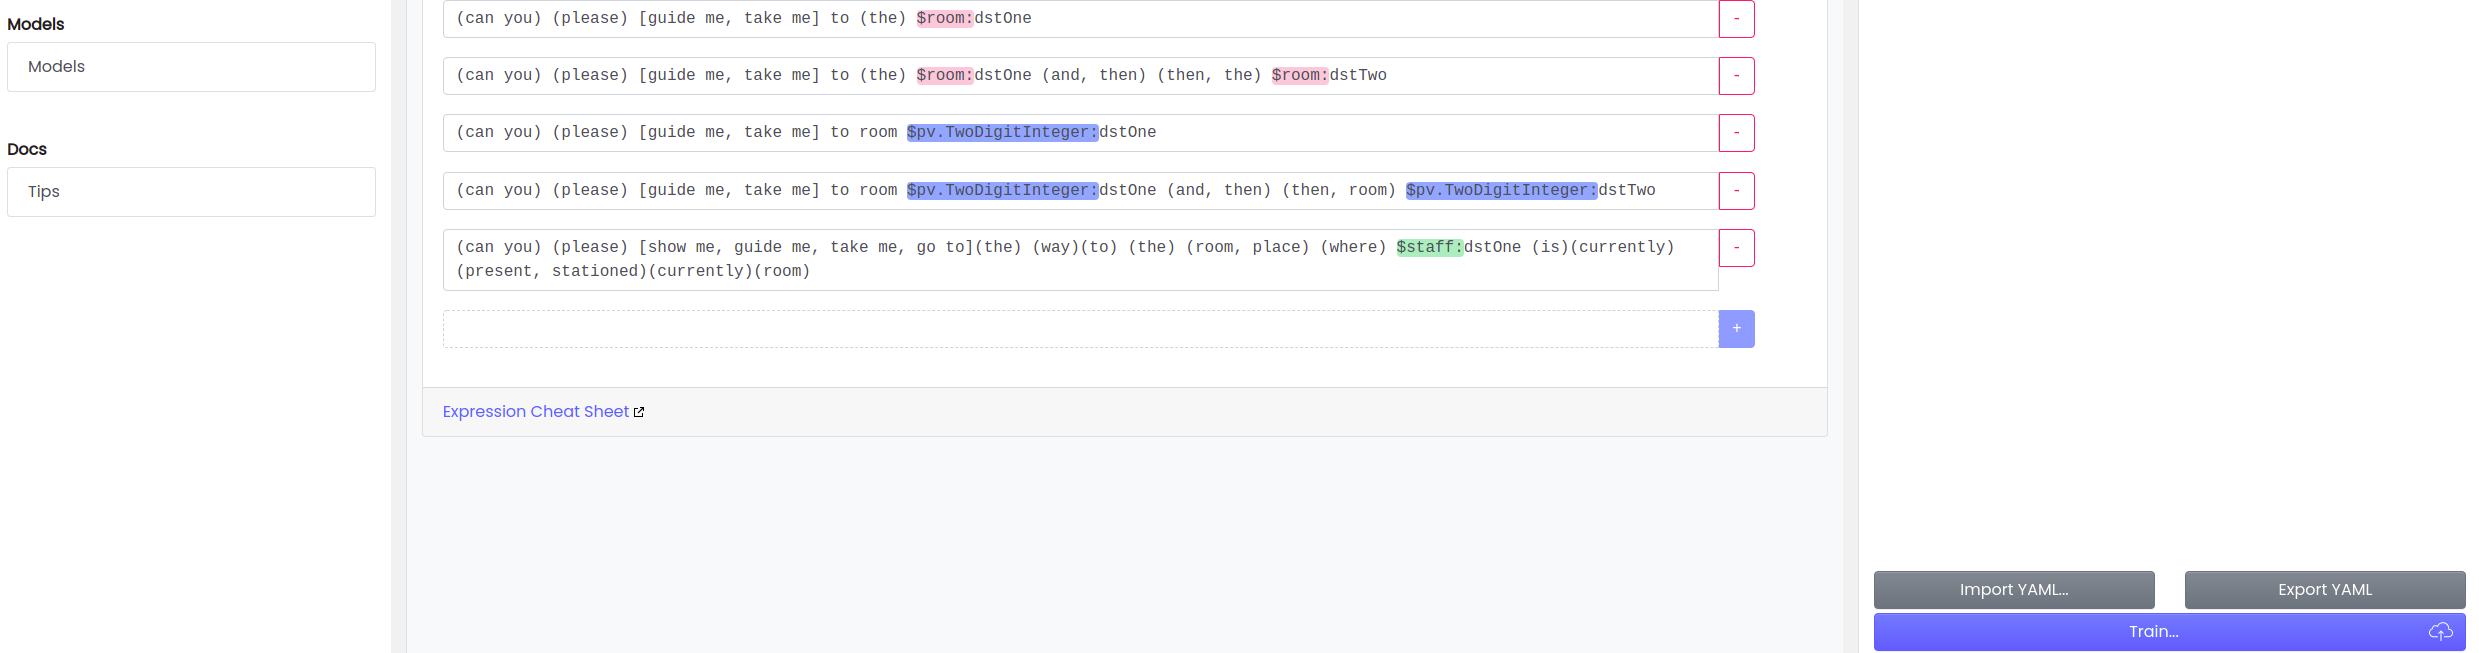 Models
Models
Docs
Tips
(can you) (please) [guide me, take me] to (the) $room:dstOne
-
(can you) (please) [guide me, take me] to (the) $room:dstOne (and, then) (then, the) $room:dstTwo
-
(can you) (please) [guide me, take me] to room $pv.TwoDigitInteger:dstOne
-
(can you) (please) [guide me, take me] to room $pv.TwoDigitInteger:dstOne (and, then) (then, room) $pv.TwoDigitInteger:dstTwo
-
(can you) (please) [show me, guide me, take me, go to](the) (way)(to) (the) (room, place) (where) $staff:dstOne (is)(currently)
(present, stationed)(currently)(room)
-
+
Expression Cheat Sheet
Import YAML...
Export YAML
Train...